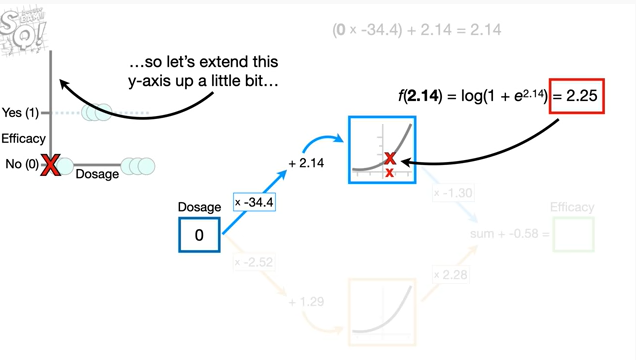 SQ!
(0 x -34.4) + 2.14 = 2.14
…so let's extend this
y-axis up a little bit…
f(2.14) = log(1 + e^2.14) = 2.25
Yes (1)
Efficacy
No (0)
Dosage
+ 2.14
x -34.4
x -1.30
Dosage
0
Efficacy
sum + -0.58 =
x -2.52
x 2.28
+ 1.29